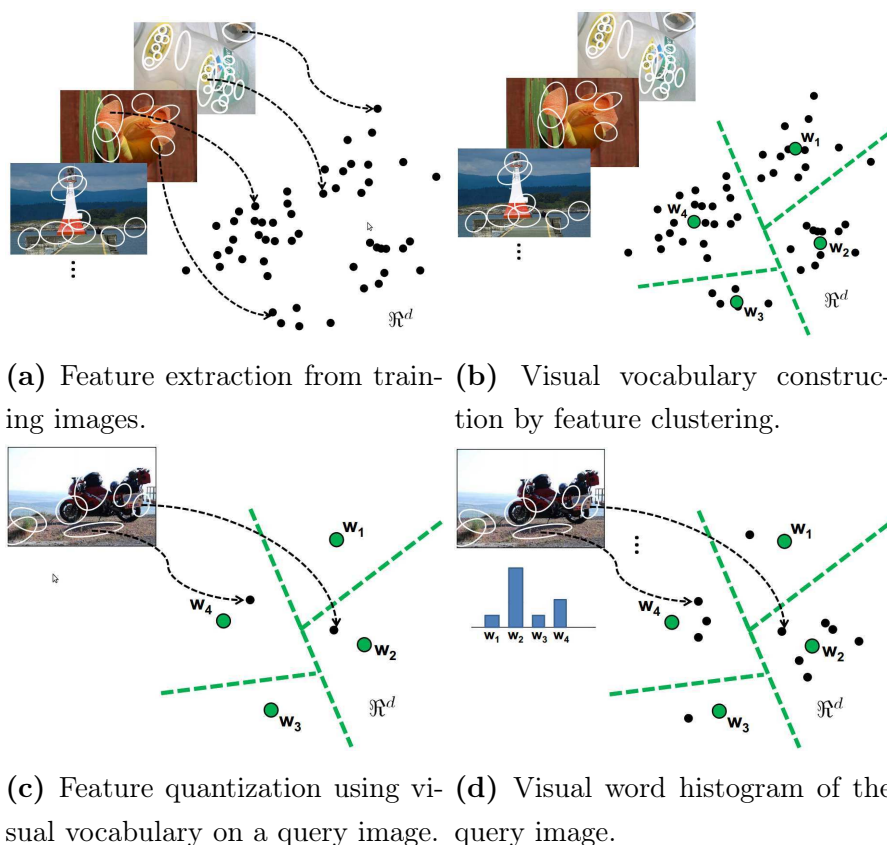 ℜᵈ
w₁
w₄
w₂
w₃
ℜᵈ
(a) Feature extraction from train-
ing images.
(b) Visual vocabulary construc-
tion by feature clustering.
w₁
w₄
w₂
w₃
ℜᵈ
w₁
w₄
w₂
w₃
ℜᵈ
w₁ w₂ w₃ w₄
(c) Feature quantization using vi-
sual vocabulary on a query image.
(d) Visual word histogram of the
query image.